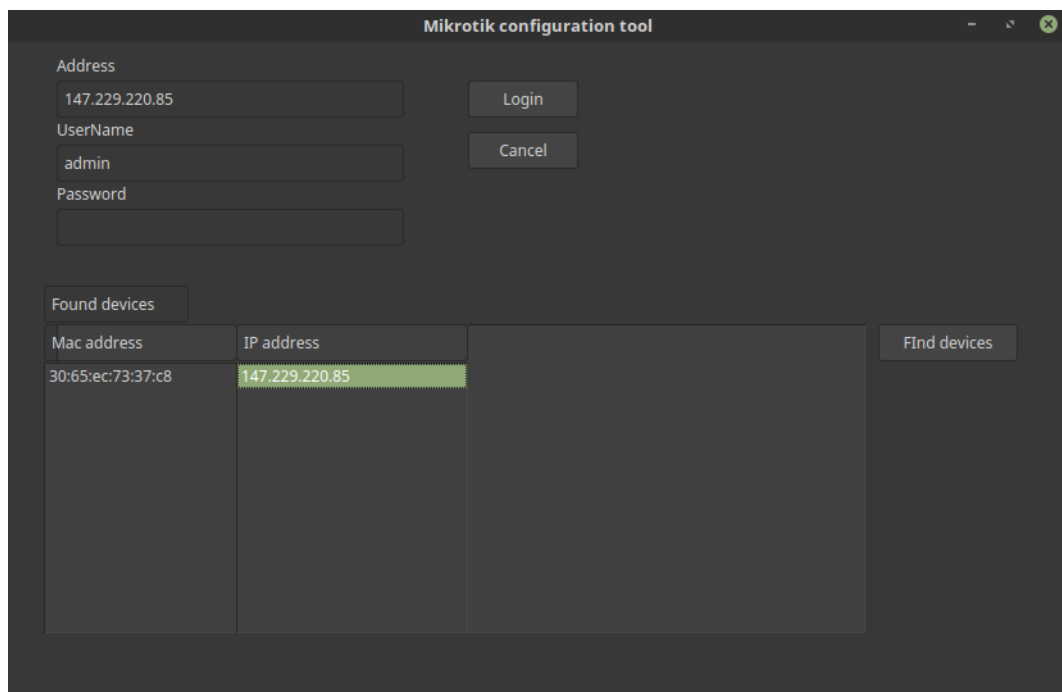 Mikrotik configuration tool
Address
147.229.220.85
Login
UserName
admin
Cancel
Password
Found devices
Mac address IP address
FInd devices
30:65:ec:73:37:c8 147.229.220.85